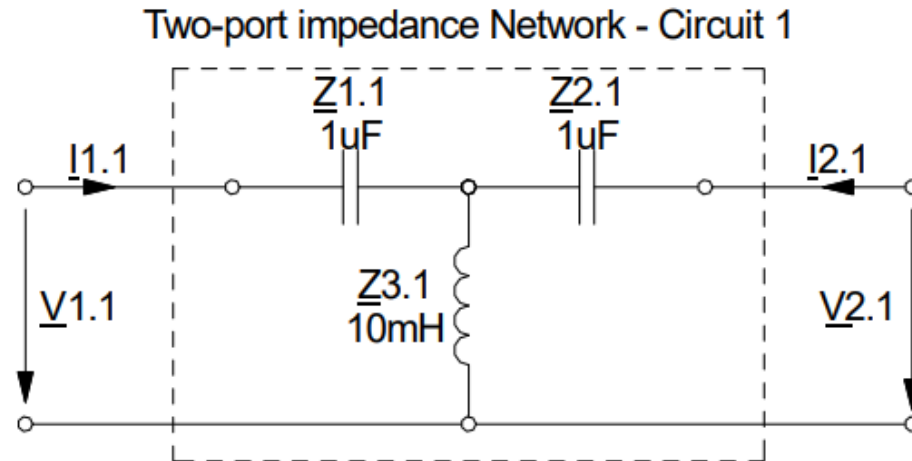 Two-port impedance Network - Circuit 1
Z1.1
1uF
Z2.1
1uF
I1.1
I2.1
Z3.1
10mH
V1.1
V2.1